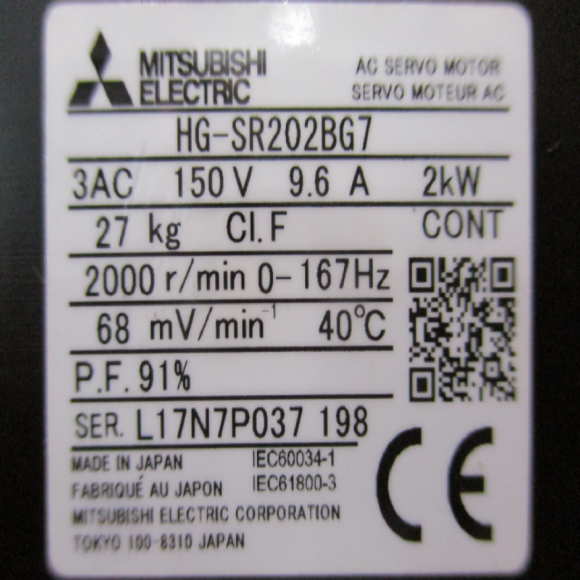 MITSUBISHI
ELECTRIC
AC SERVO MOTOR
SERVO MOTEUR AC
HG-SR202BG7
3AC 150 V 9.6 A 2kW
27 kg CI.F CONT
2000 r/min 0-167Hz
68 mV/min⁻¹ 40℃
P.F. 91%
SER. L17N7P037 198
MADE IN JAPAN IEC60034-1
FABRIQUÉ AU JAPON IEC61800-3
MITSUBISHI ELECTRIC CORPORATION
TOKYO 100-8310 JAPAN
CE